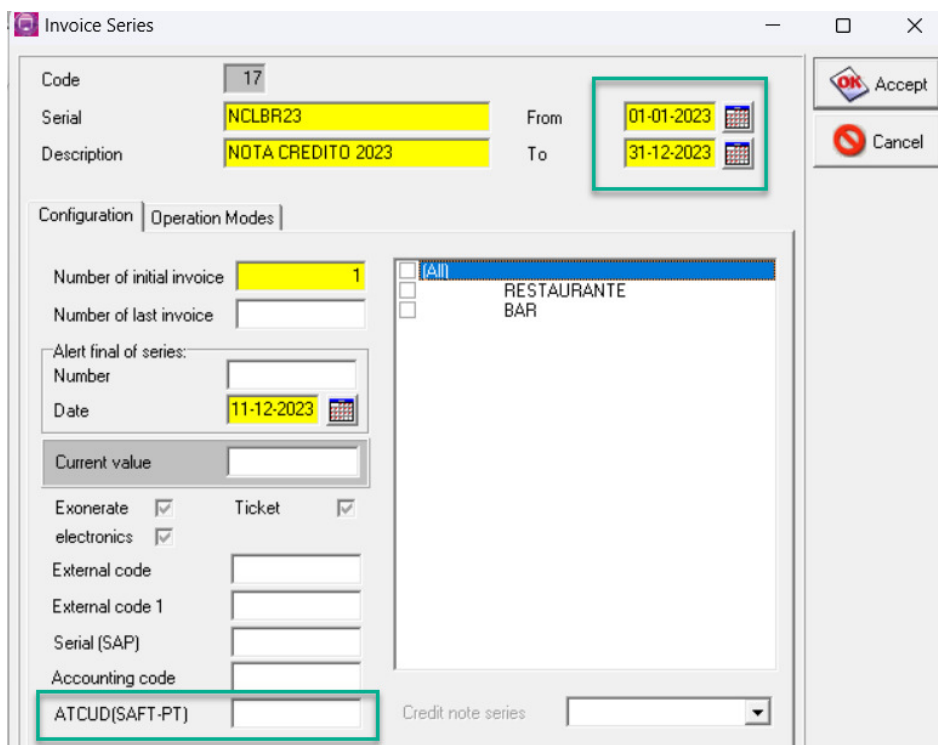 Invoice Series
Code 17
OK Accept
Serial NCLBR23 From 01-01-2023
Cancel
Description NOTA CREDITO 2023 To 31-12-2023
Configuration Operation Modes
Number of initial invoice 1
(All)
RESTAURANTE
BAR
Number of last invoice
Alert final of series:
Number
Date 11-12-2023
Current value
Exonerate Ticket
electronics
External code
External code 1
Serial (SAP)
Accounting code
ATCUD(SAFT-PT) Credit note series